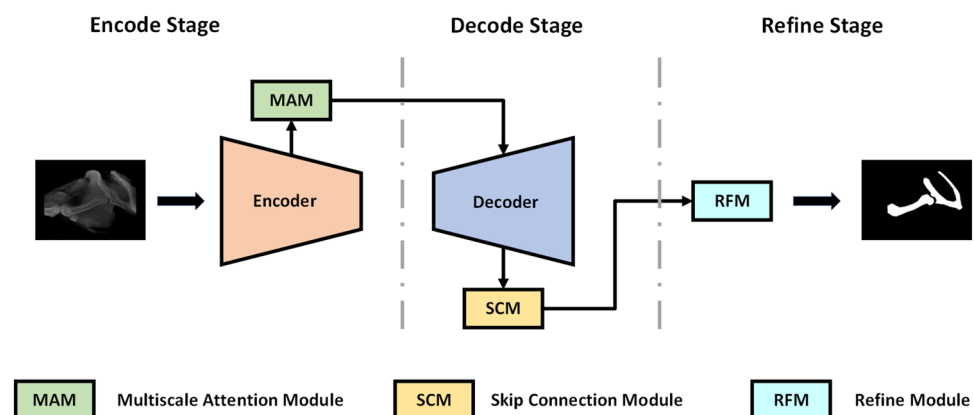 Encode Stage
Decode Stage
Refine Stage
MAM
Encoder
Decoder
RFM
SCM
MAM Multiscale Attention Module
SCM Skip Connection Module
RFM Refine Module